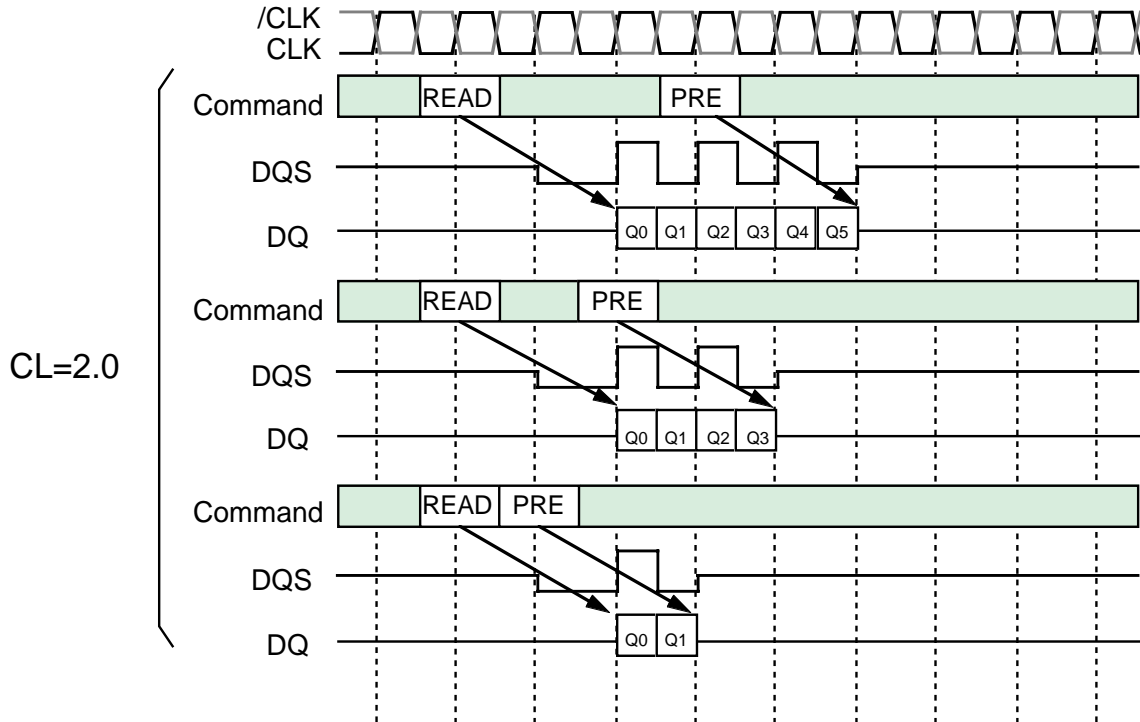 /CLK
CLK
Command READ PRE
DQS
DQ Q0 Q1 Q2 Q3 Q4 Q5
Command READ PRE
CL=2.0
DQS
DQ Q0 Q1 Q2 Q3
Command READ PRE
DQS
DQ Q0 Q1